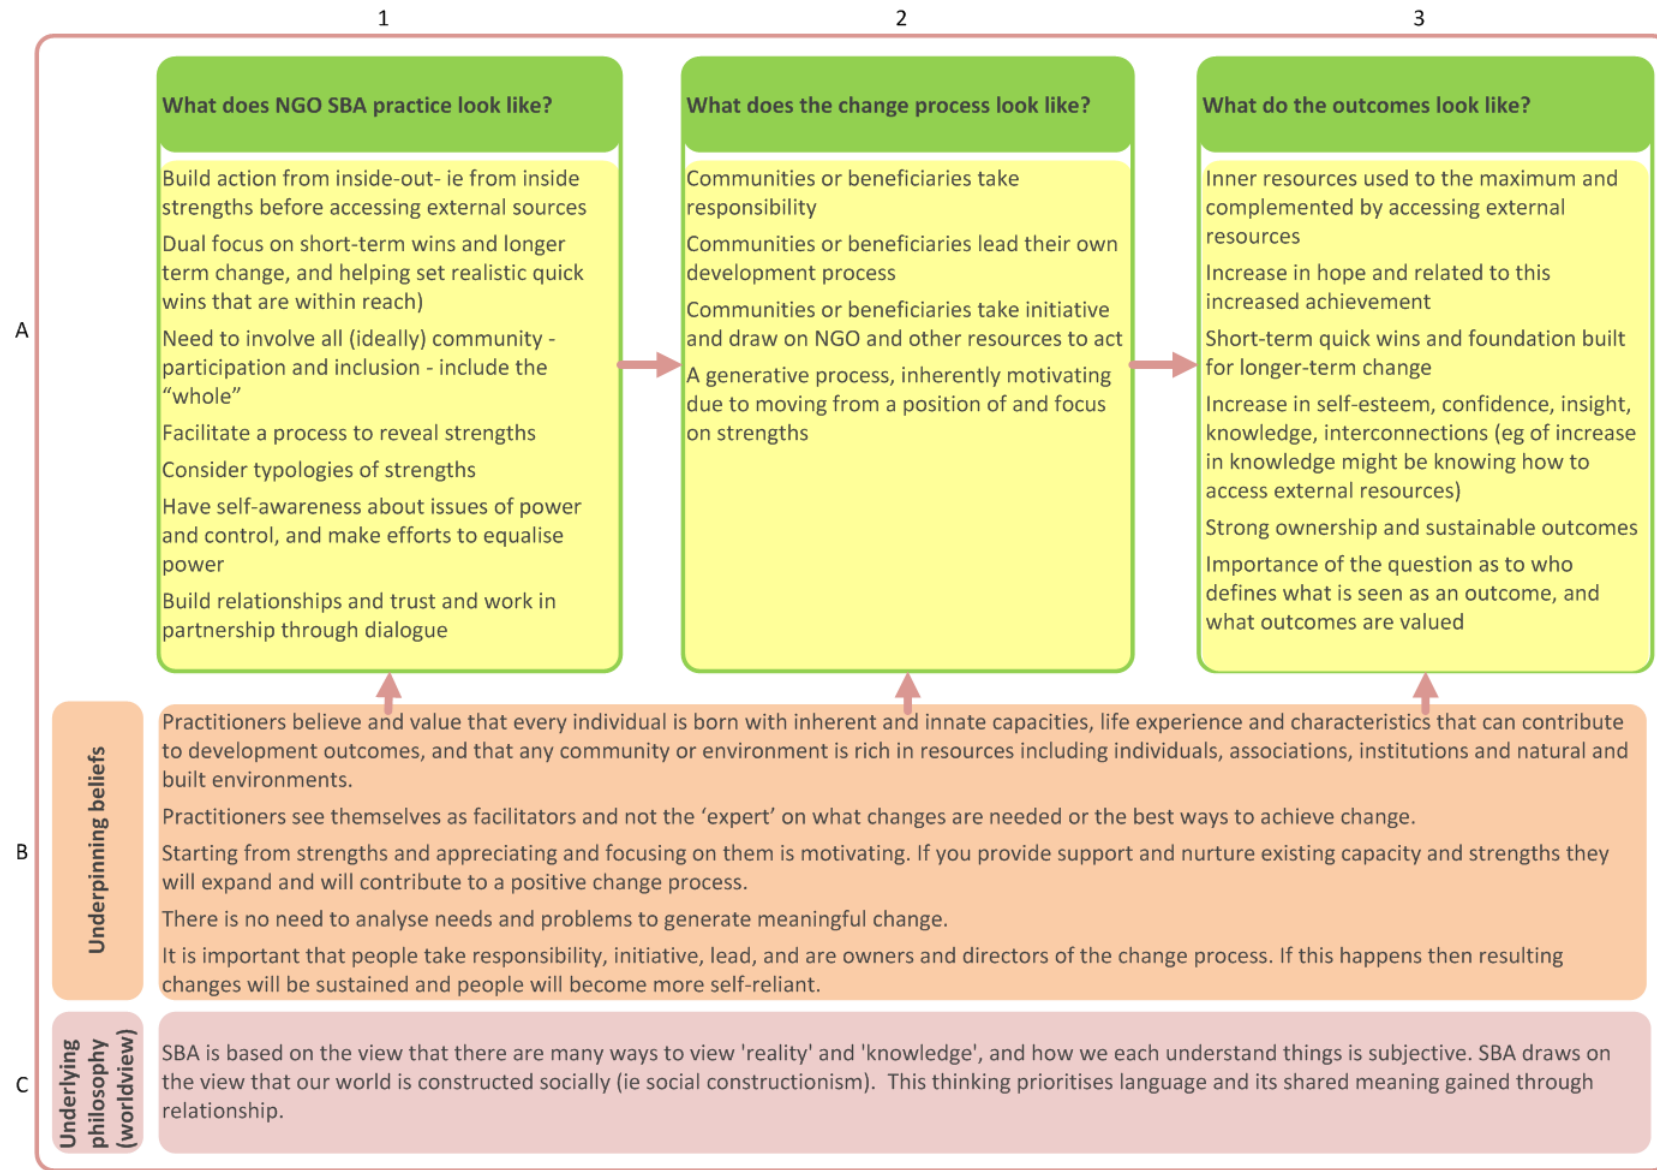 1
2
3
A
What does NGO SBA practice look like?
Build action from inside-out- ie from inside
strengths before accessing external sources
Dual focus on short-term wins and longer
term change, and helping set realistic quick
wins that are within reach)
Need to involve all (ideally) community -
participation and inclusion - include the
“whole”
Facilitate a process to reveal strengths
Consider typologies of strengths
Have self-awareness about issues of power
and control, and make efforts to equalise
power
Build relationships and trust and work in
partnership through dialogue
What does the change process look like?
Communities or beneficiaries take
responsibility
Communities or beneficiaries lead their own
development process
Communities or beneficiaries take initiative
and draw on NGO and other resources to act
A generative process, inherently motivating
due to moving from a position of and focus
on strengths
What do the outcomes look like?
Inner resources used to the maximum and
complemented by accessing external
resources
Increase in hope and related to this
increased achievement
Short-term quick wins and foundation built
for longer-term change
Increase in self-esteem, confidence, insight,
knowledge, interconnections (eg of increase
in knowledge might be knowing how to
access external resources)
Strong ownership and sustainable outcomes
Importance of the question as to who
defines what is seen as an outcome, and
what outcomes are valued
B
Underpinning beliefs
Practitioners believe and value that every individual is born with inherent and innate capacities, life experience and characteristics that can contribute
to development outcomes, and that any community or environment is rich in resources including individuals, associations, institutions and natural and
built environments.
Practitioners see themselves as facilitators and not the ‘expert’ on what changes are needed or the best ways to achieve change.
Starting from strengths and appreciating and focusing on them is motivating. If you provide support and nurture existing capacity and strengths they
will expand and will contribute to a positive change process.
There is no need to analyse needs and problems to generate meaningful change.
It is important that people take responsibility, initiative, lead, and are owners and directors of the change process. If this happens then resulting
changes will be sustained and people will become more self-reliant.
C
Underlying
philosophy
(worldview)
SBA is based on the view that there are many ways to view 'reality' and 'knowledge', and how we each understand things is subjective. SBA draws on
the view that our world is constructed socially (ie social constructionism). This thinking prioritises language and its shared meaning gained through
relationship.